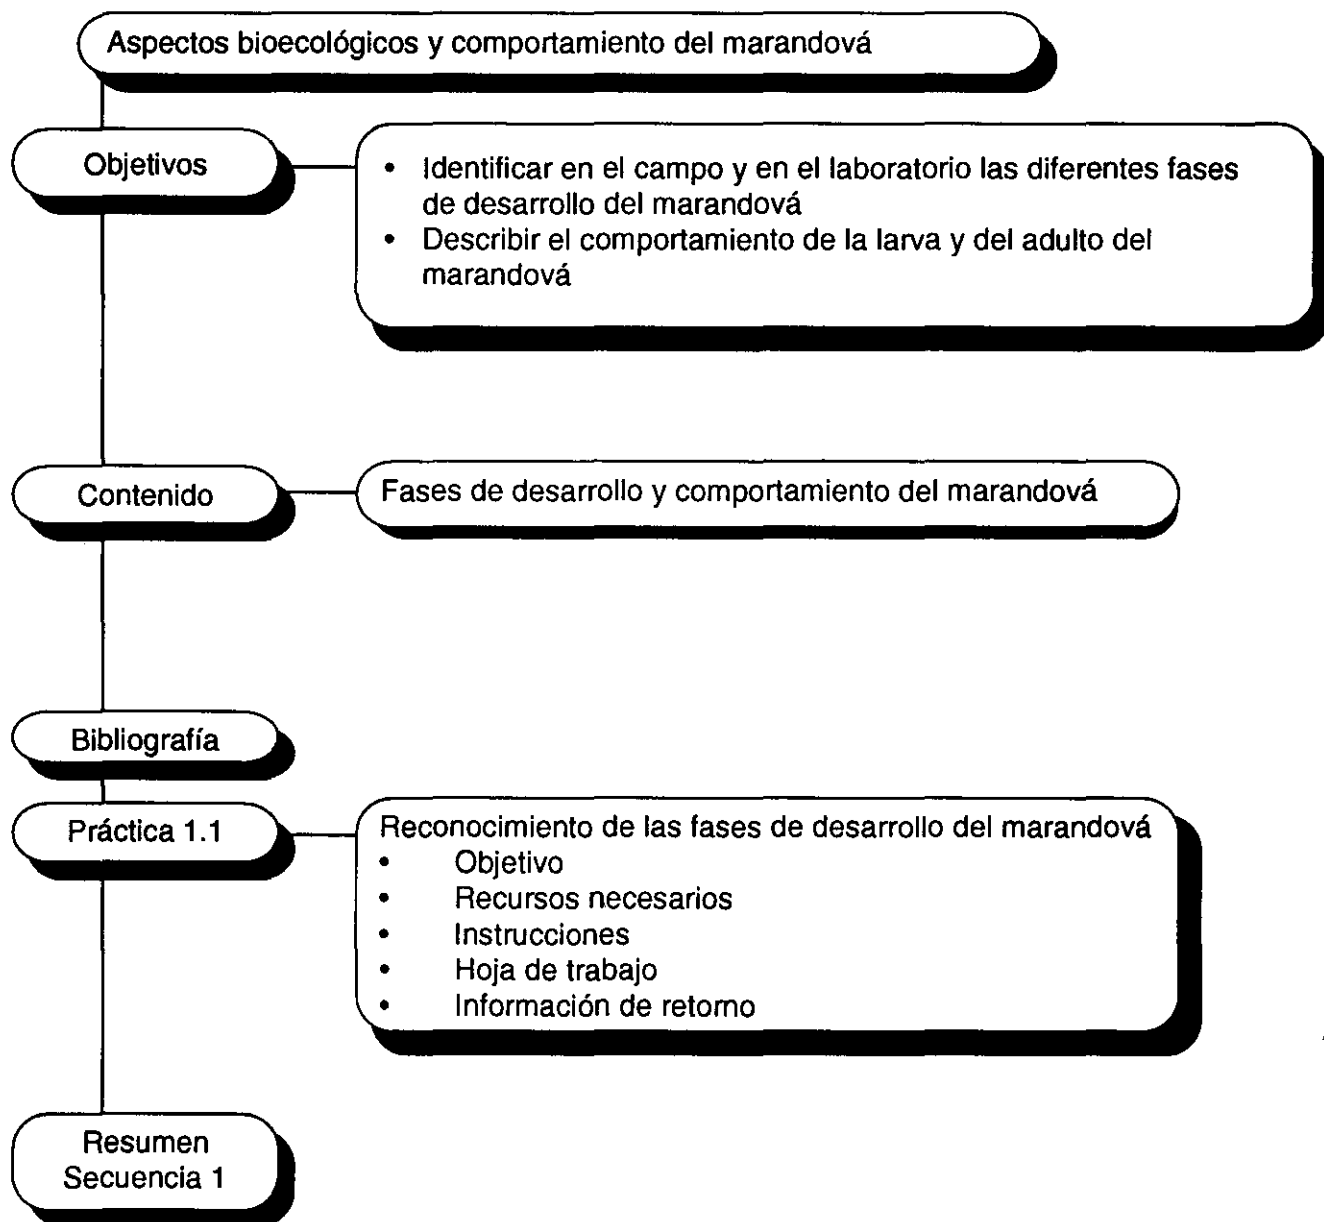 Aspectos bioecológicos y comportamiento del marandová
Objetivos
• Identificar en el campo y en el laboratorio las diferentes fases
de desarrollo del marandová
• Describir el comportamiento de la larva y del adulto del
marandová
Contenido
Fases de desarrollo y comportamiento del marandová
Bibliografía
Práctica 1.1
Reconocimiento de las fases de desarrollo del marandová
• Objetivo
• Recursos necesarios
• Instrucciones
• Hoja de trabajo
• Información de retorno
Resumen
Secuencia 1